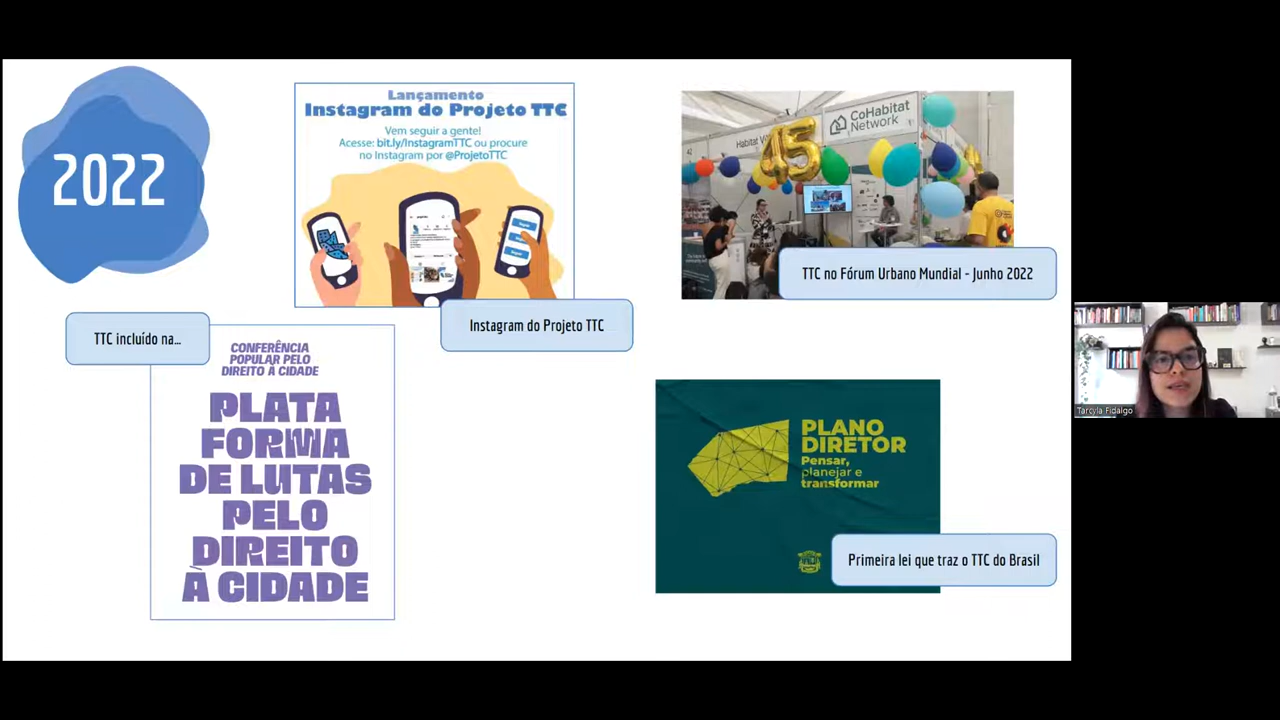 2022
Lançamento
Instagram do Projeto TTC
Vem seguir a gente!
Acesse: bit.ly/InstagramTTC ou procure
no Instagram por @ProjetoTTC
Instagram do Projeto TTC
CoHabitat
Network
Habitat
45
TTC no Fórum Urbano Mundial - Junho 2022
TTC incluído na...
CONFERÊNCIA
POPULAR PELO
DIREITO À CIDADE
PLATA
FORMA
DE LUTAS
PELO
DIREITO
À CIDADE
PLANO
DIRETOR
Pensar,
planejar e
transformar
Primeira lei que traz o TTC do Brasil
Tarcyla Fidalgo